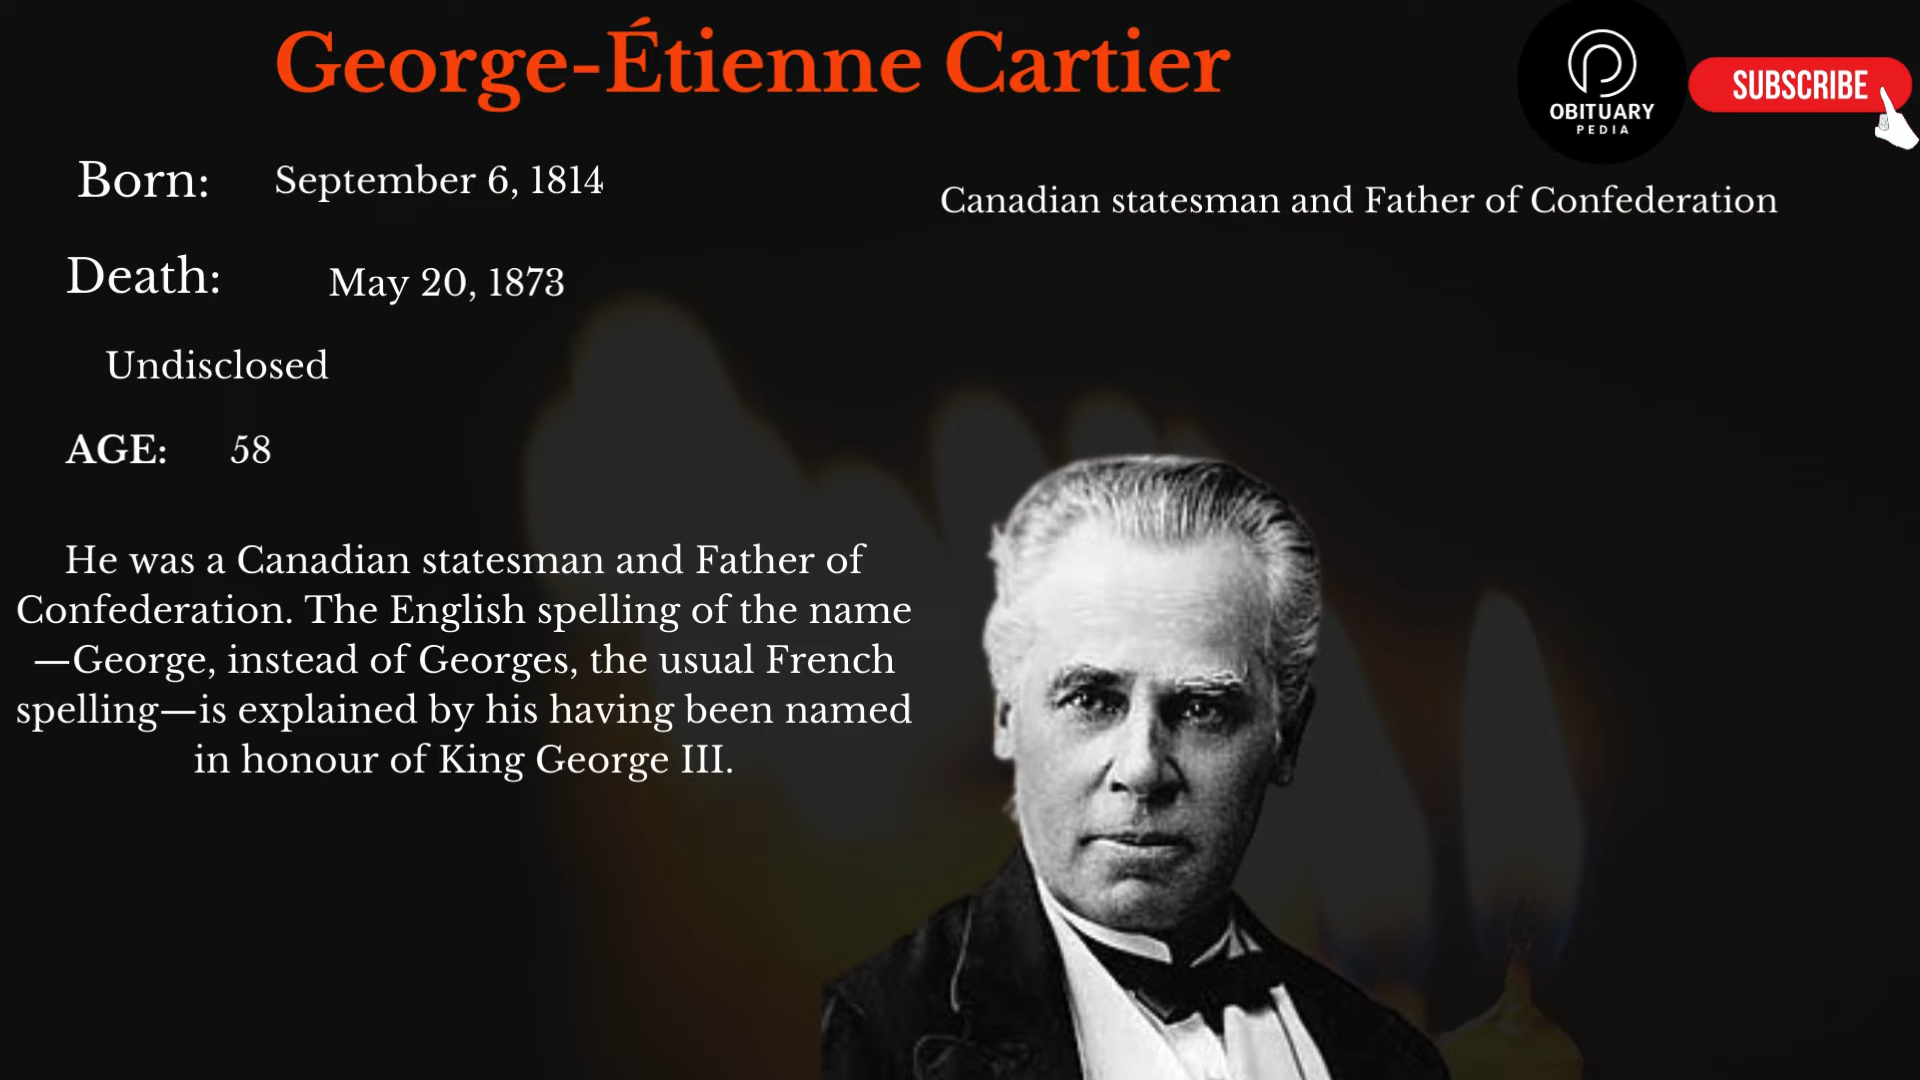 George-Étienne Cartier
OBITUARY
PEDIA
SUBSCRIBE
Born: September 6, 1814
Canadian statesman and Father of Confederation
Death: May 20, 1873
Undisclosed
AGE: 58
He was a Canadian statesman and Father of
Confederation. The English spelling of the name
—George, instead of Georges, the usual French
spelling—is explained by his having been named
in honour of King George III.